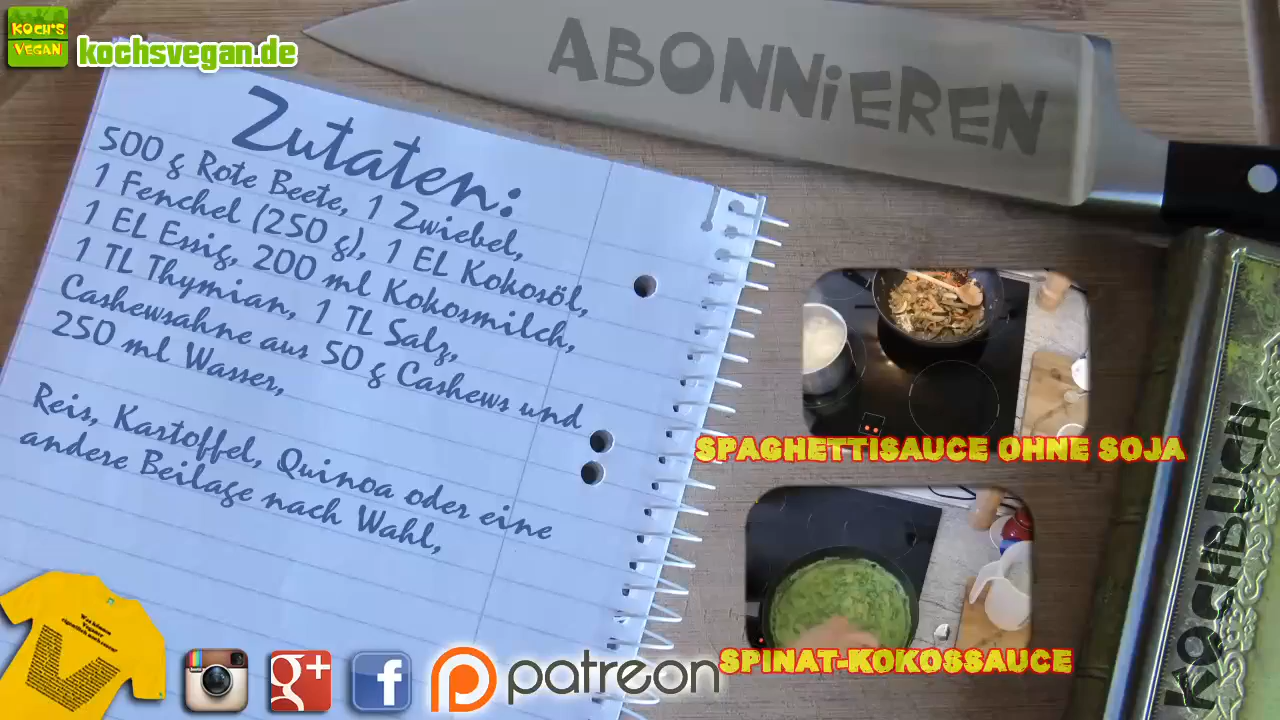 KOCH'S
VEGAN
kochsvegan.de
ABONNiEREN
Zutaten:
500 g Rote Beete, 1 Zwiebel,
1 Fenchel (250 g), 1 EL Kokosöl,
1 EL Essig, 200 ml Kokosmilch,
1 TL Thymian, 1 TL Salz,
Cashewsahne aus 50 g Cashews und
250 ml Wasser,
Reis, Kartoffel, Quinoa oder eine
andere Beilage nach Wahl,
SPAGHETTISAUCE OHNE SOJA
SPINAT-KOKOSSAUCE
KOCHBUCH
g+
f
patreon